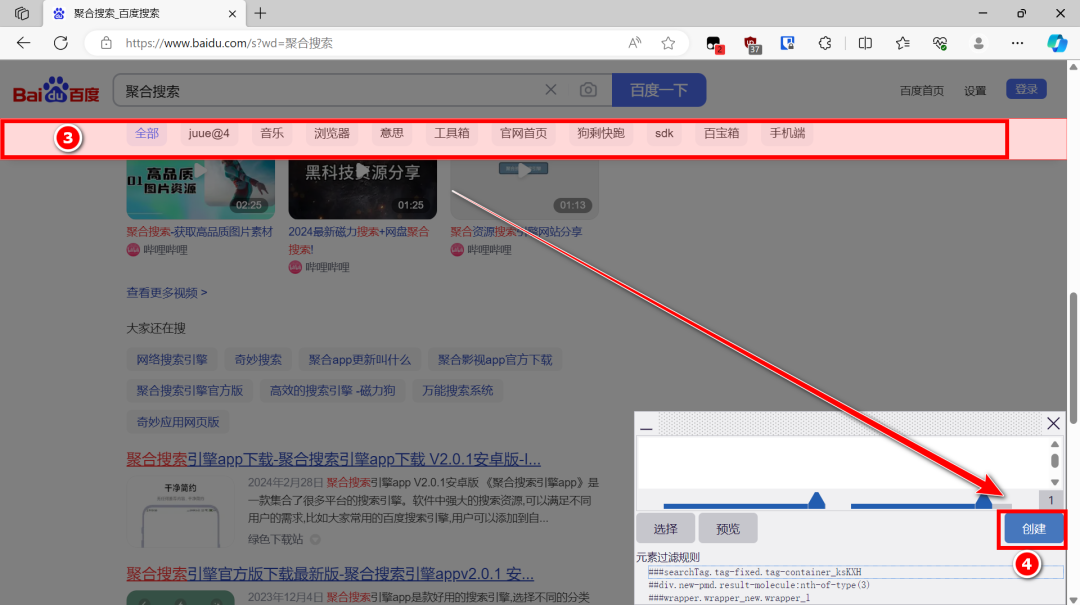 聚合搜索_百度搜索
https://www.baidu.com/s?wd=聚合搜索
2
37
Bai du 百度
聚合搜索
百度一下
百度首页
设置
登录
3
全部
juue@4
音乐
浏览器
意思
工具箱
官网首页
狗剩快跑
sdk
百宝箱
手机端
01 高品质
图片资源
02:25
黑科技资源分享
01:25
01:13
聚合搜索-获取高品质图片素材
哔哩哔哩
2024最新磁力搜索+网盘聚合
搜索!
哔哩哔哩
聚合资源搜索引擎网站分享
哔哩哔哩
查看更多视频 >
大家还在搜
网络搜索引擎
奇妙搜索
聚合app更新叫什么
聚合影视app官方下载
聚合搜索引擎官方版
高效的搜索引擎 -磁力狗
万能搜索系统
奇妙应用网页版
聚合搜索引擎app下载-聚合搜索引擎app下载 V2.0.1安卓版-I...
干净简约
2024年2月28日 聚合搜索引擎app V2.0.1安卓版 《聚合搜索引擎app》是
一款集合了很多平台的搜索引擎。软件中强大的搜索资源,可以满足不同
用户的需求,比如大家常用的百度搜索引擎,用户可以添加到自...
绿色下载站
聚合搜索引擎官方版下载最新版-聚合搜索引擎appv2.0.1 安...
2023年12月4日 聚合搜索引擎app是款好用的搜索引擎,选择不同的分类
1
选择
预览
创建
元素过滤规则
4
###searchTag.tag-fixed.tag-container_ksKXH
##div.new-pmd.result-molecule:nth-of-type(3)
###wrapper.wrapper_new.wrapper_l